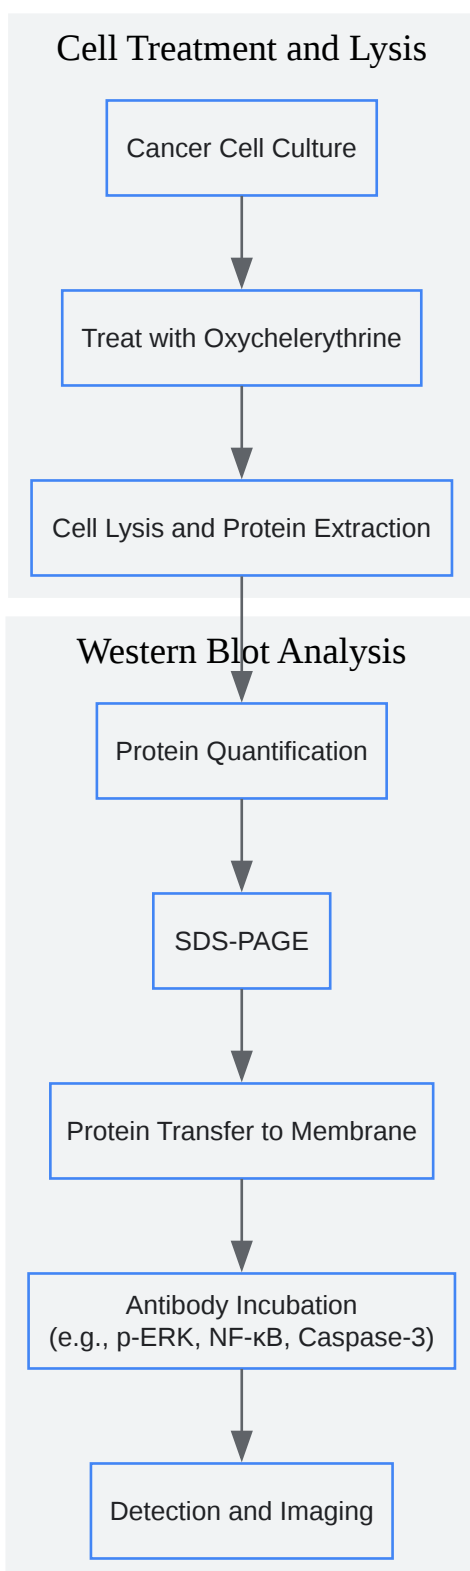 Cell Treatment and Lysis
Cancer Cell Culture
Treat with Oxychelerythrine
Cell Lysis and Protein Extraction
Western Blot Analysis
Protein Quantification
SDS-PAGE
Protein Transfer to Membrane
Antibody Incubation
(e.g., p-ERK, NF-κB, Caspase-3)
Detection and Imaging